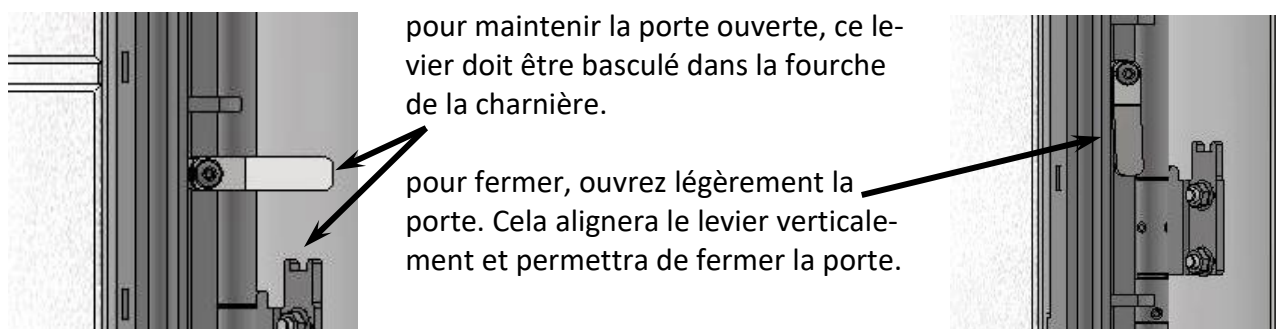 pour maintenir la porte ouverte, ce le-
vier doit être basculé dans la fourche
de la charnière.
pour fermer, ouvrez légèrement la
porte. Cela alignera le levier verticale-
ment et permettra de fermer la porte.